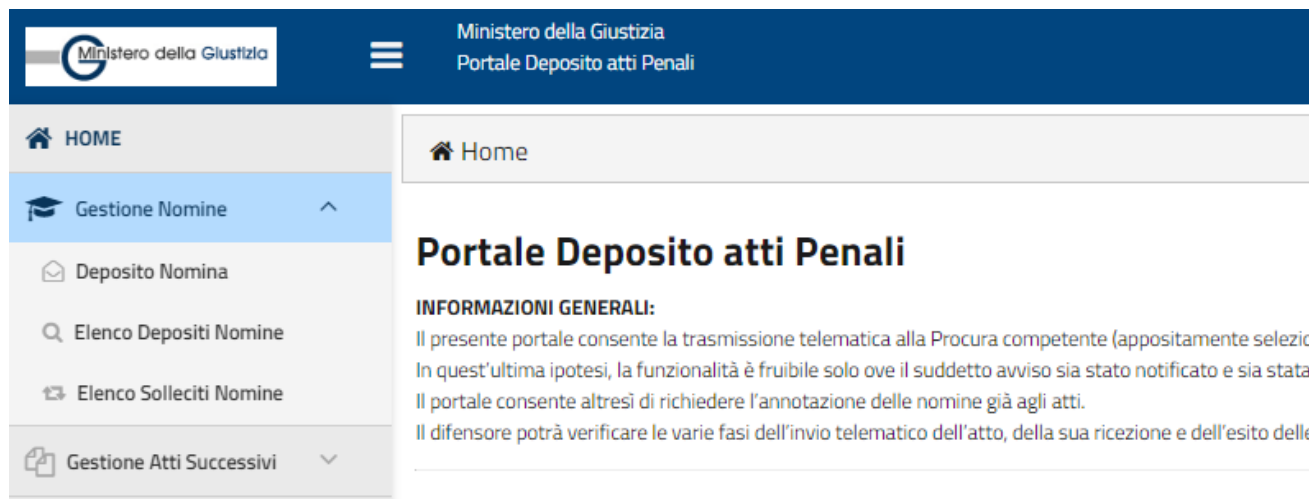 Ministero della Giustizia
Ministero della Giustizia
Portale Deposito atti Penali
HOME
Gestione Nomine
Deposito Nomina
Elenco Depositi Nomine
Elenco Solleciti Nomine
Gestione Atti Successivi
Home
Portale Deposito atti Penali
INFORMAZIONI GENERALI:
Il presente portale consente la trasmissione telematica alla Procura competente (appositamente
In quest'ultima ipotesi, la funzionalità è fruibile solo ove il suddetto avviso sia stato notificato e sia stata
Il portale consente altresì di richiedere l'annotazione delle nomine già agli atti.
Il difensore potrà verificare le varie fasi dell'invio telematico dell'atto, della sua ricezione e dell'esito delle